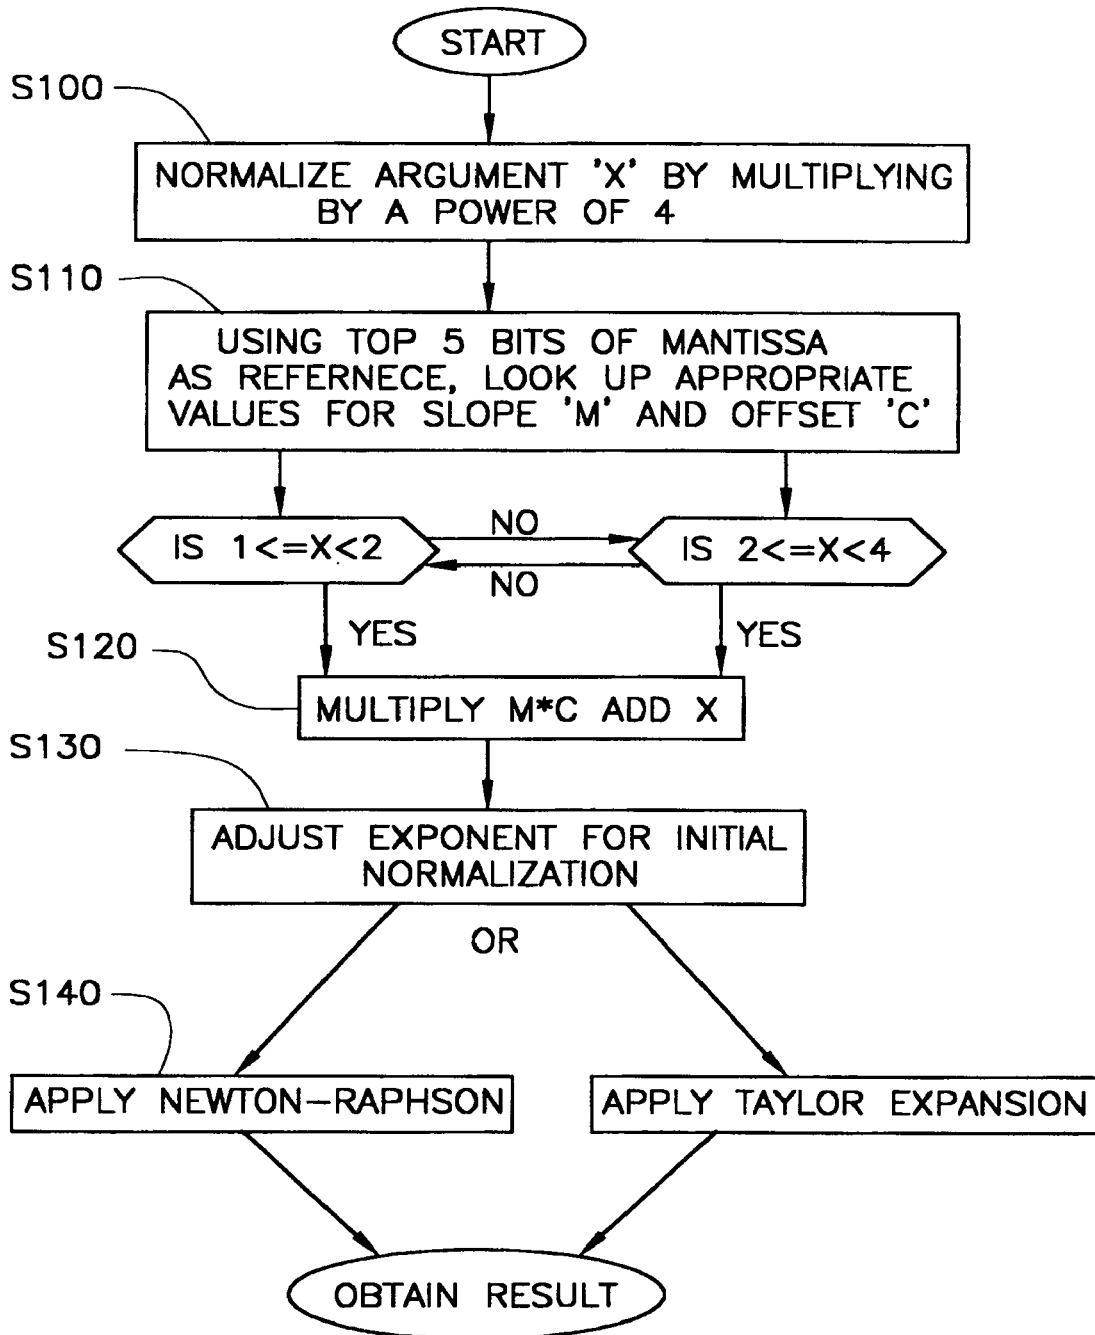 START
S100
NORMALIZE ARGUMENT 'X' BY MULTIPLYING
BY A POWER OF 4
S110
USING TOP 5 BITS OF MANTISSA
AS REFERNECE, LOOK UP APPROPRIATE
VALUES FOR SLOPE 'M' AND OFFSET 'C'
IS 1<=X<2
NO
NO
IS 2<=X<4
YES
YES
S120
MULTIPLY M*C ADD X
S130
ADJUST EXPONENT FOR INITIAL
NORMALIZATION
OR
S140
APPLY NEWTON-RAPHSON
APPLY TAYLOR EXPANSION
OBTAIN RESULT